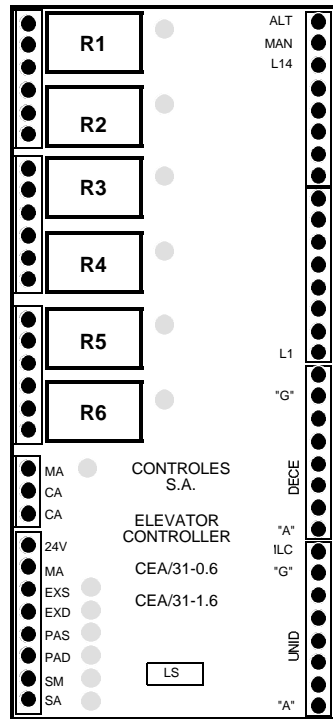 ALT
MAN
L14
R1
R2
R3
R4
R5
R6
L1
"G"
DECE
"A"
MA
CA
CA
CONTROLES
S.A.
ELEVATOR
CONTROLLER
CEA/31-0.6
CEA/31-1.6
24V
MA
EXS
EXD
PAS
PAD
SM
SA
LS
ILC
"G"
UNID
"A"